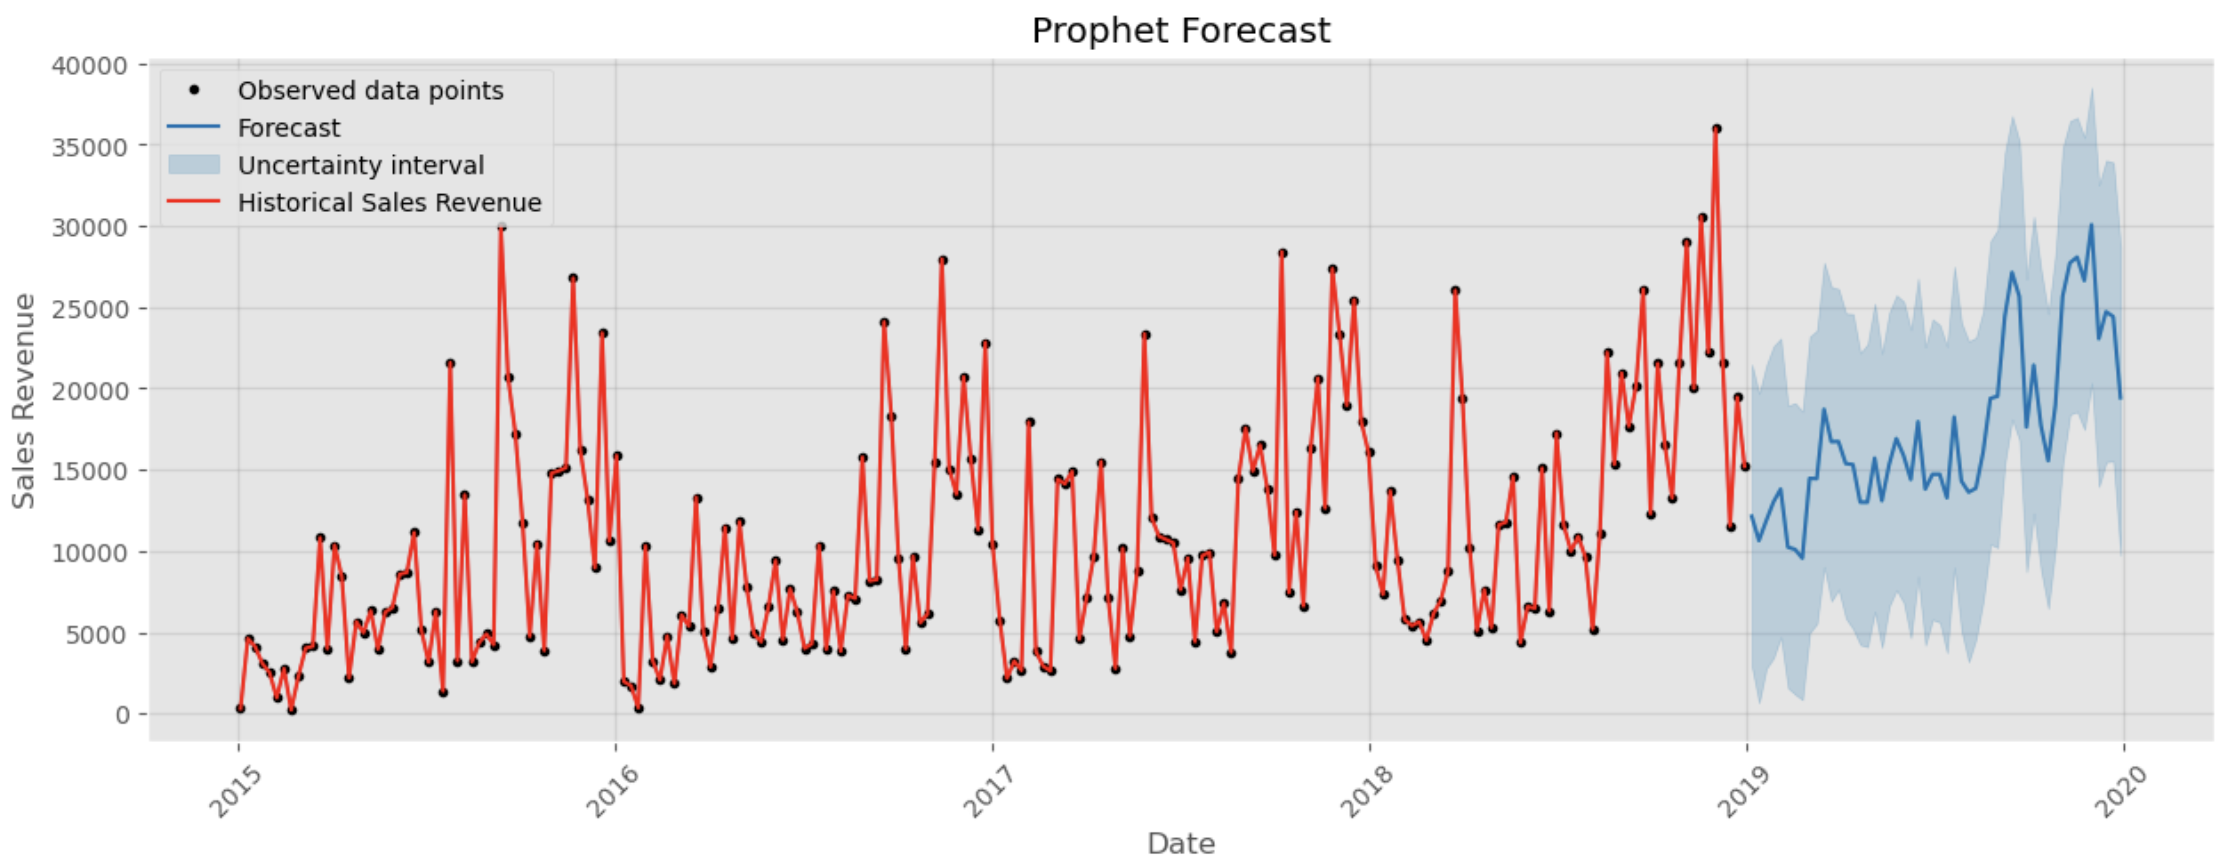 Prophet Forecast
Observed data points
Forecast
Uncertainty interval
Historical Sales Revenue
Sales Revenue
40000
35000
30000
25000
20000
15000
10000
5000
0
2015
2016
2017
2018
2019
2020
Date